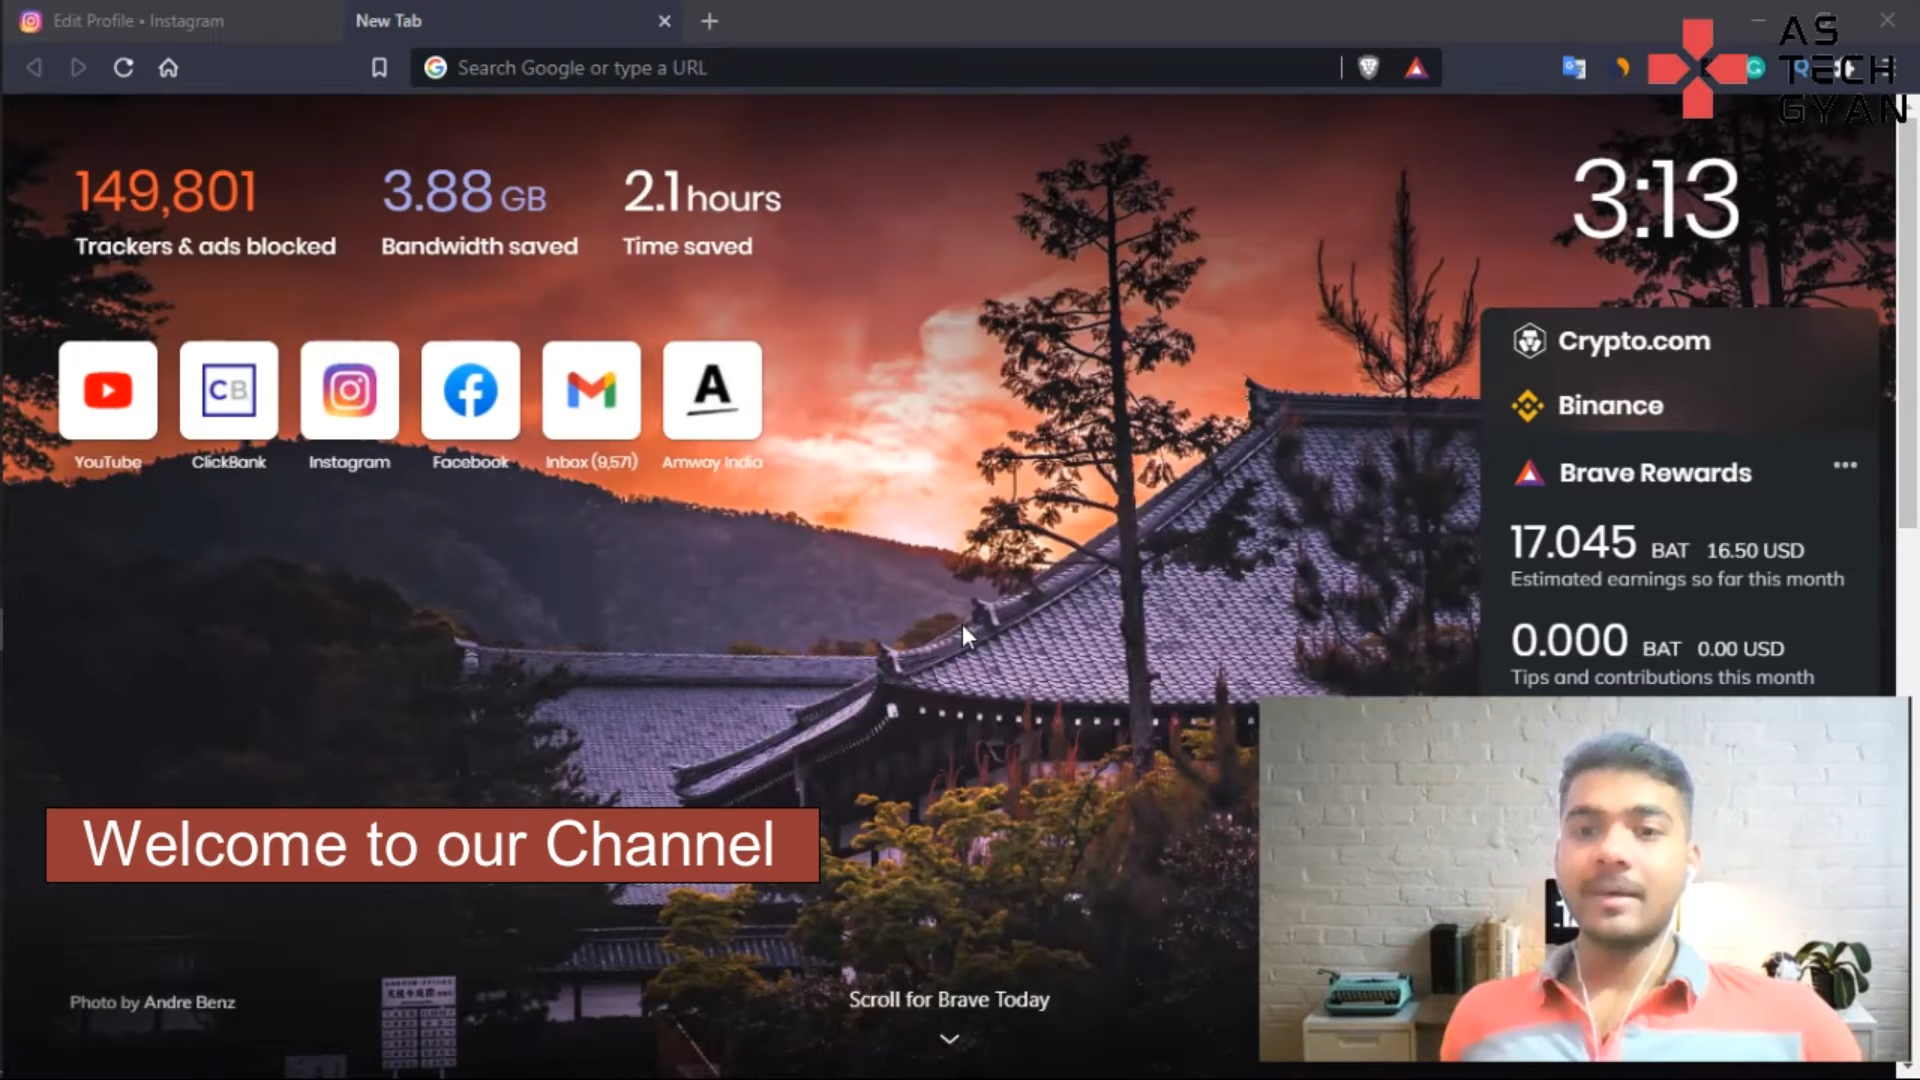 Edit Profile • Instagram
New Tab
Search Google or type a URL
AS
TECH
GYAN
149,801
Trackers & ads blocked
3.88 GB
Bandwidth saved
2.1 hours
Time saved
3:13
YouTube
CB
ClickBank
Instagram
Facebook
Inbox (9,571)
A
Amway India
Crypto.com
Binance
Brave Rewards
17.045 BAT 16.50 USD
Estimated earnings so far this month
0.000 BAT 0.00 USD
Tips and contributions this month
Welcome to our Channel
Photo by Andre Benz
Scroll for Brave Today